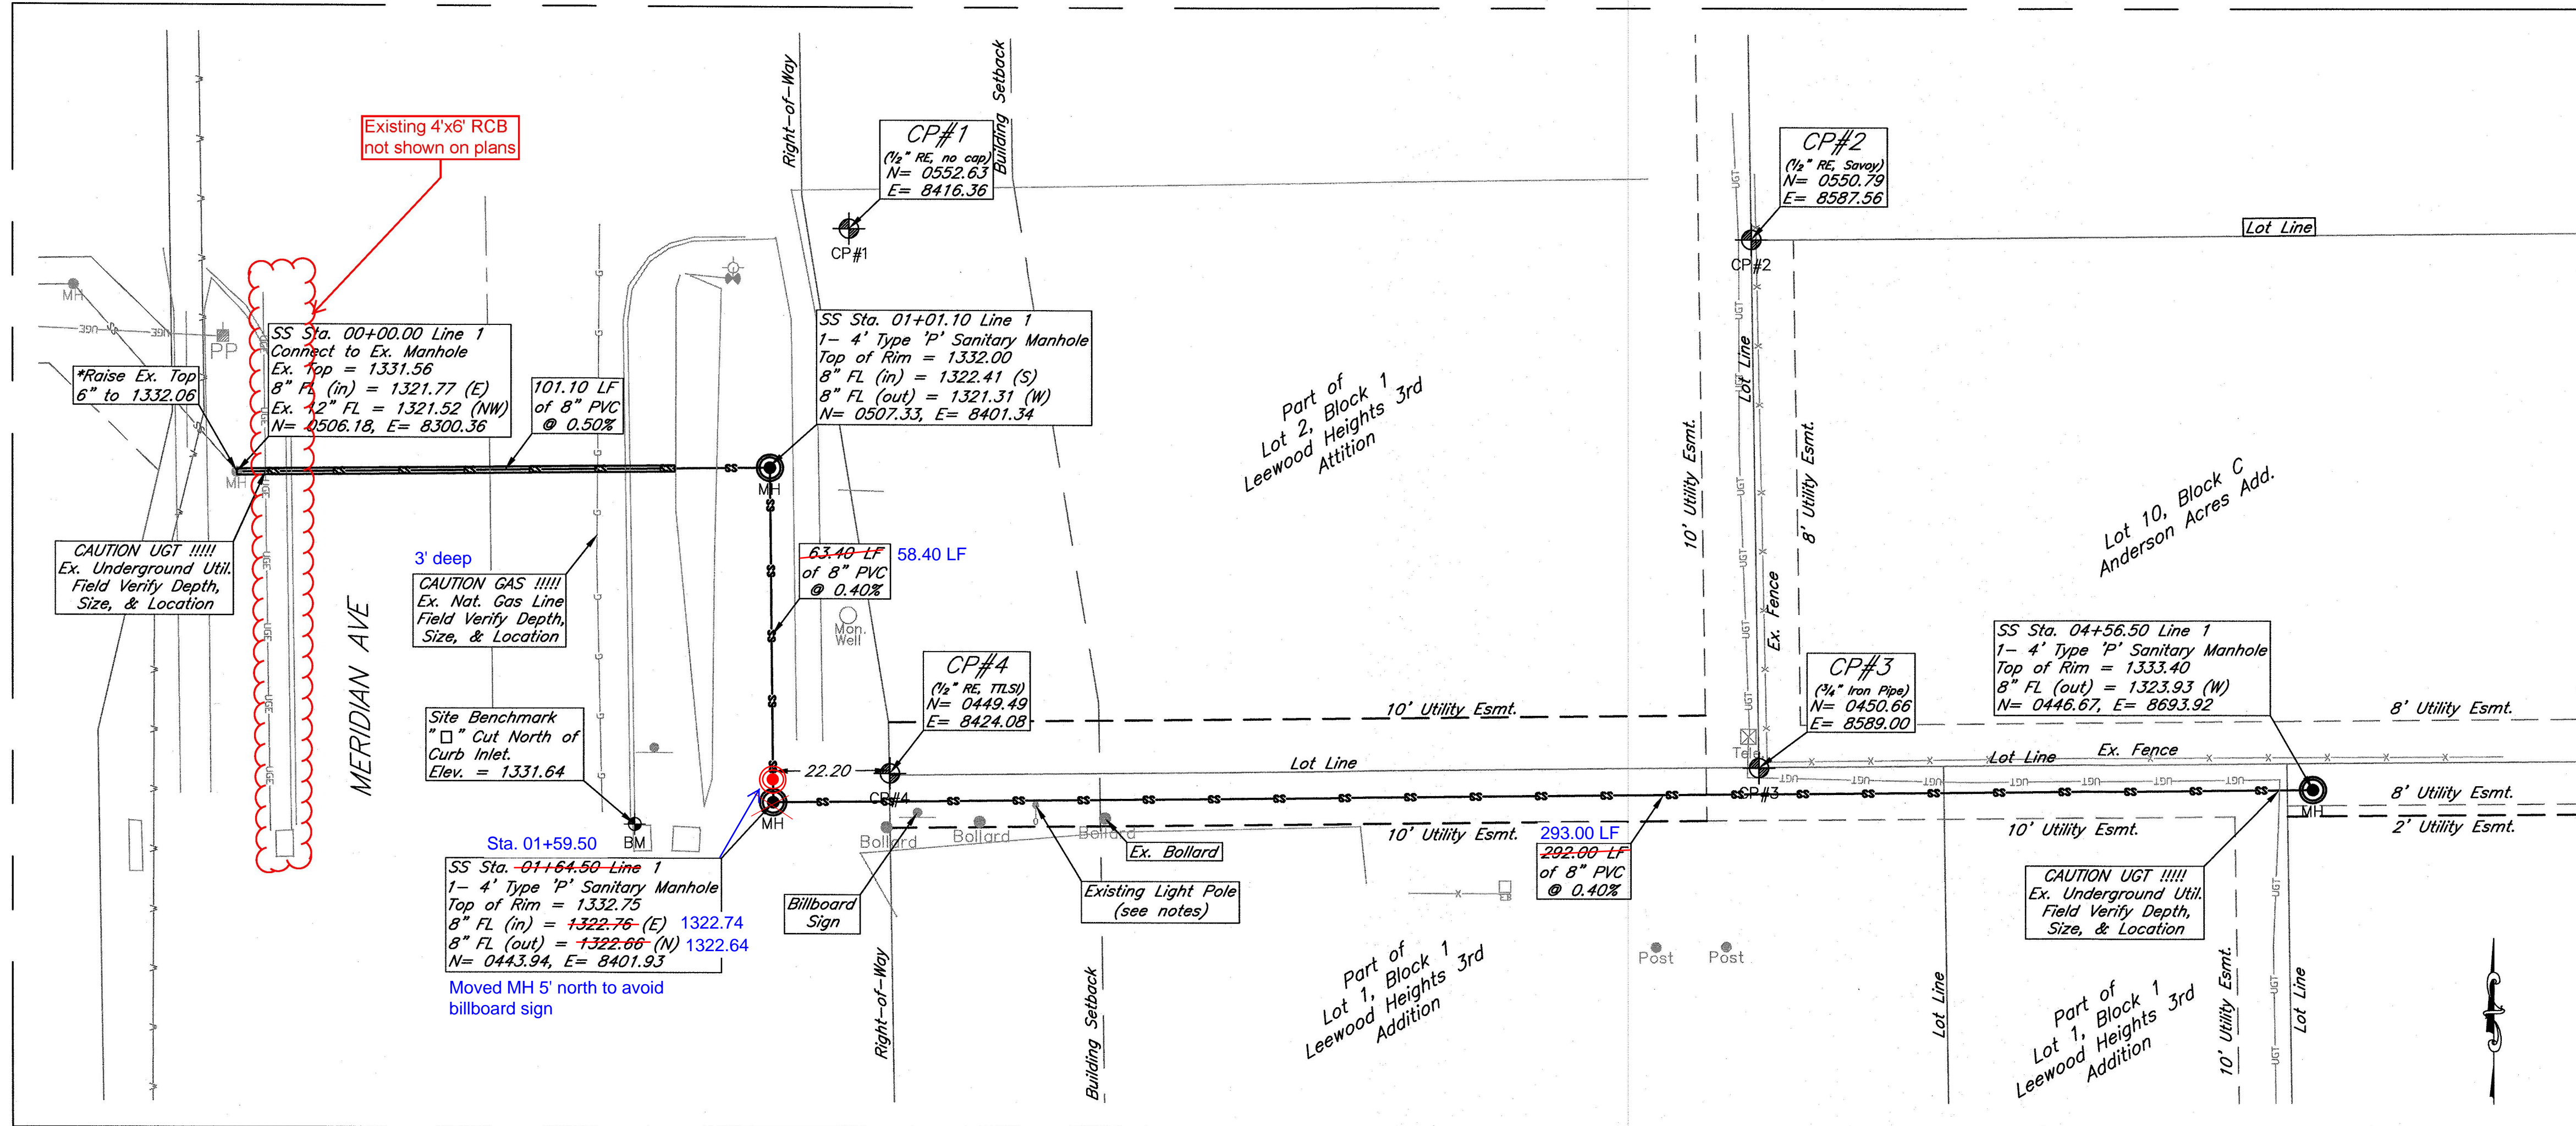 Existing 4'x6' RCB
not shown on plans
Right-of-Way
Building Setback
CP#1
(1/2" RE, no cap)
N= 0552.63
E= 8416.36
CP#1
CP#2
(1/2" RE, Savoy)
N= 0550.79
E= 8587.56
CP#2
Lot Line
MH
UGE
SS
UGE
PP
*Raise Ex. Top
6" to 1332.06
SS Sta. 00+00.00 Line 1
Connect to Ex. Manhole
Ex. Top = 1331.56
8" FL (in) = 1321.77 (E)
Ex. 12" FL = 1321.52 (NW)
N= 0506.18, E= 8300.36
101.10 LF
of 8" PVC
@ 0.50%
SS Sta. 01+01.10 Line 1
1- 4' Type 'P' Sanitary Manhole
Top of Rim = 1332.00
8" FL (in) = 1322.41 (S)
8" FL (out) = 1321.31 (W)
N= 0507.33, E= 8401.34
MH
MH
Part of
Lot 2, Block 1
Leewood Heights 3rd
Attition
10' Utility Esmt.
Lot Line
UGT
8' Utility Esmt.
Ex. Fence
Lot 10, Block C
Anderson Acres Add.
CAUTION UGT !!!!!
Ex. Underground Util.
Field Verify Depth,
Size, & Location
MERIDIAN AVE
3' deep
CAUTION GAS !!!!!
Ex. Nat. Gas Line
Field Verify Depth,
Size, & Location
63.40 LF
58.40 LF
of 8" PVC
@ 0.40%
Mon.
Well
CP#4
(1/2" RE, TTLSI)
N= 0449.49
E= 8424.08
22.20
CP#4
Site Benchmark
"□" Cut North of
Curb Inlet.
Elev. = 1331.64
BM
MH
10' Utility Esmt.
Lot Line
Tele
CP#3
(3/4" Iron Pipe)
N= 0450.66
E= 8589.00
CP#3
SS Sta. 04+56.50 Line 1
1- 4' Type 'P' Sanitary Manhole
Top of Rim = 1333.40
8" FL (out) = 1323.93 (W)
N= 0446.67, E= 8693.92
8' Utility Esmt.
Ex. Fence
Lot Line
UGT
MH
8' Utility Esmt.
2' Utility Esmt.
Bollard
Bollard
Bollard
10' Utility Esmt.
10' Utility Esmt.
Ex. Bollard
Sta. 01+59.50
SS Sta. 01+64.50 Line 1
1- 4' Type 'P' Sanitary Manhole
Top of Rim = 1332.75
8" FL (in) = 1322.76 (E) 1322.74
8" FL (out) = 1322.66 (N) 1322.64
N= 0443.94, E= 8401.93
Moved MH 5' north to avoid
billboard sign
Billboard
Sign
Existing Light Pole
(see notes)
293.00 LF
292.00 LF
of 8" PVC
@ 0.40%
EB
Post
Post
CAUTION UGT !!!!!
Ex. Underground Util.
Field Verify Depth,
Size, & Location
Right-of-Way
Building Setback
Part of
Lot 1, Block 1
Leewood Heights 3rd
Addition
Lot Line
Part of
Lot 1, Block 1
Leewood Heights 3rd
Addition
10' Utility Esmt.
UGT
Lot Line